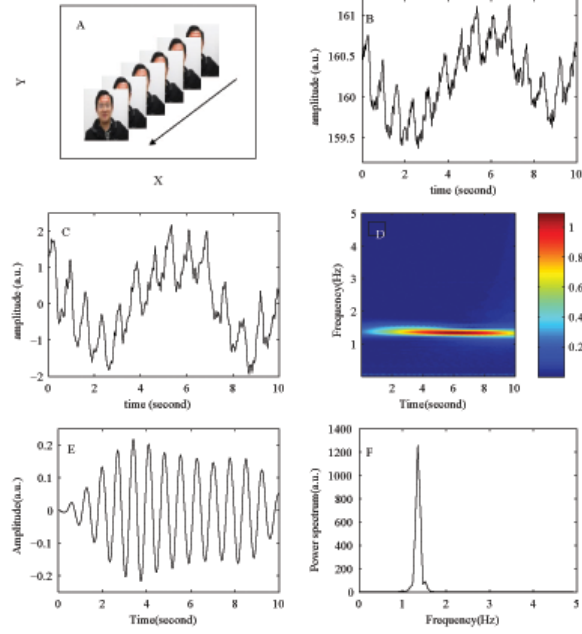 A
Y
X
B
161
160.5
160
159.5
amplitude (a.u.)
0 2 4 6 8 10
time (second)
C
2
1
0
−1
−2
amplitude (a.u.)
0 2 4 6 8 10
time (second)
D
5
4
3
2
1
Frequency(Hz)
2 4 6 8 10
Time(second)
1
0.8
0.6
0.4
0.2
E
0.2
0.1
0
−0.1
−0.2
Amplitude(a.u.)
0 2 4 6 8 10
Time(second)
F
1400
1200
1000
800
600
400
200
0
Power spectrum(a.u.)
0 1 2 3 4 5
Frequency(Hz)